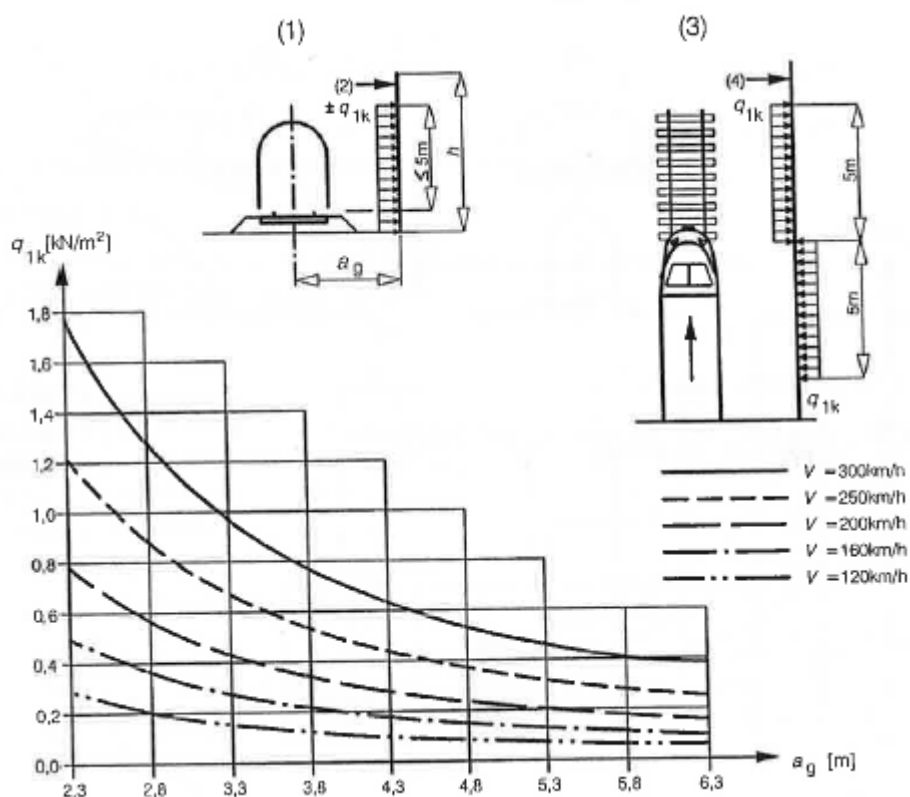 (1)
(3)
(2)
± q1k
≤ 5m
h
ag
(4)
q1k
5m
5m
q1k
q1k [kN/m²]
1,8
1,6
1,4
1,2
1,0
0,8
0,6
0,4
0,2
0,0
2,3
2,8
3,3
3,8
4,3
4,8
5,3
5,8
6,3
ag [m]
V = 300km/h
V = 250km/h
V = 200km/h
V = 160km/h
V = 120km/h